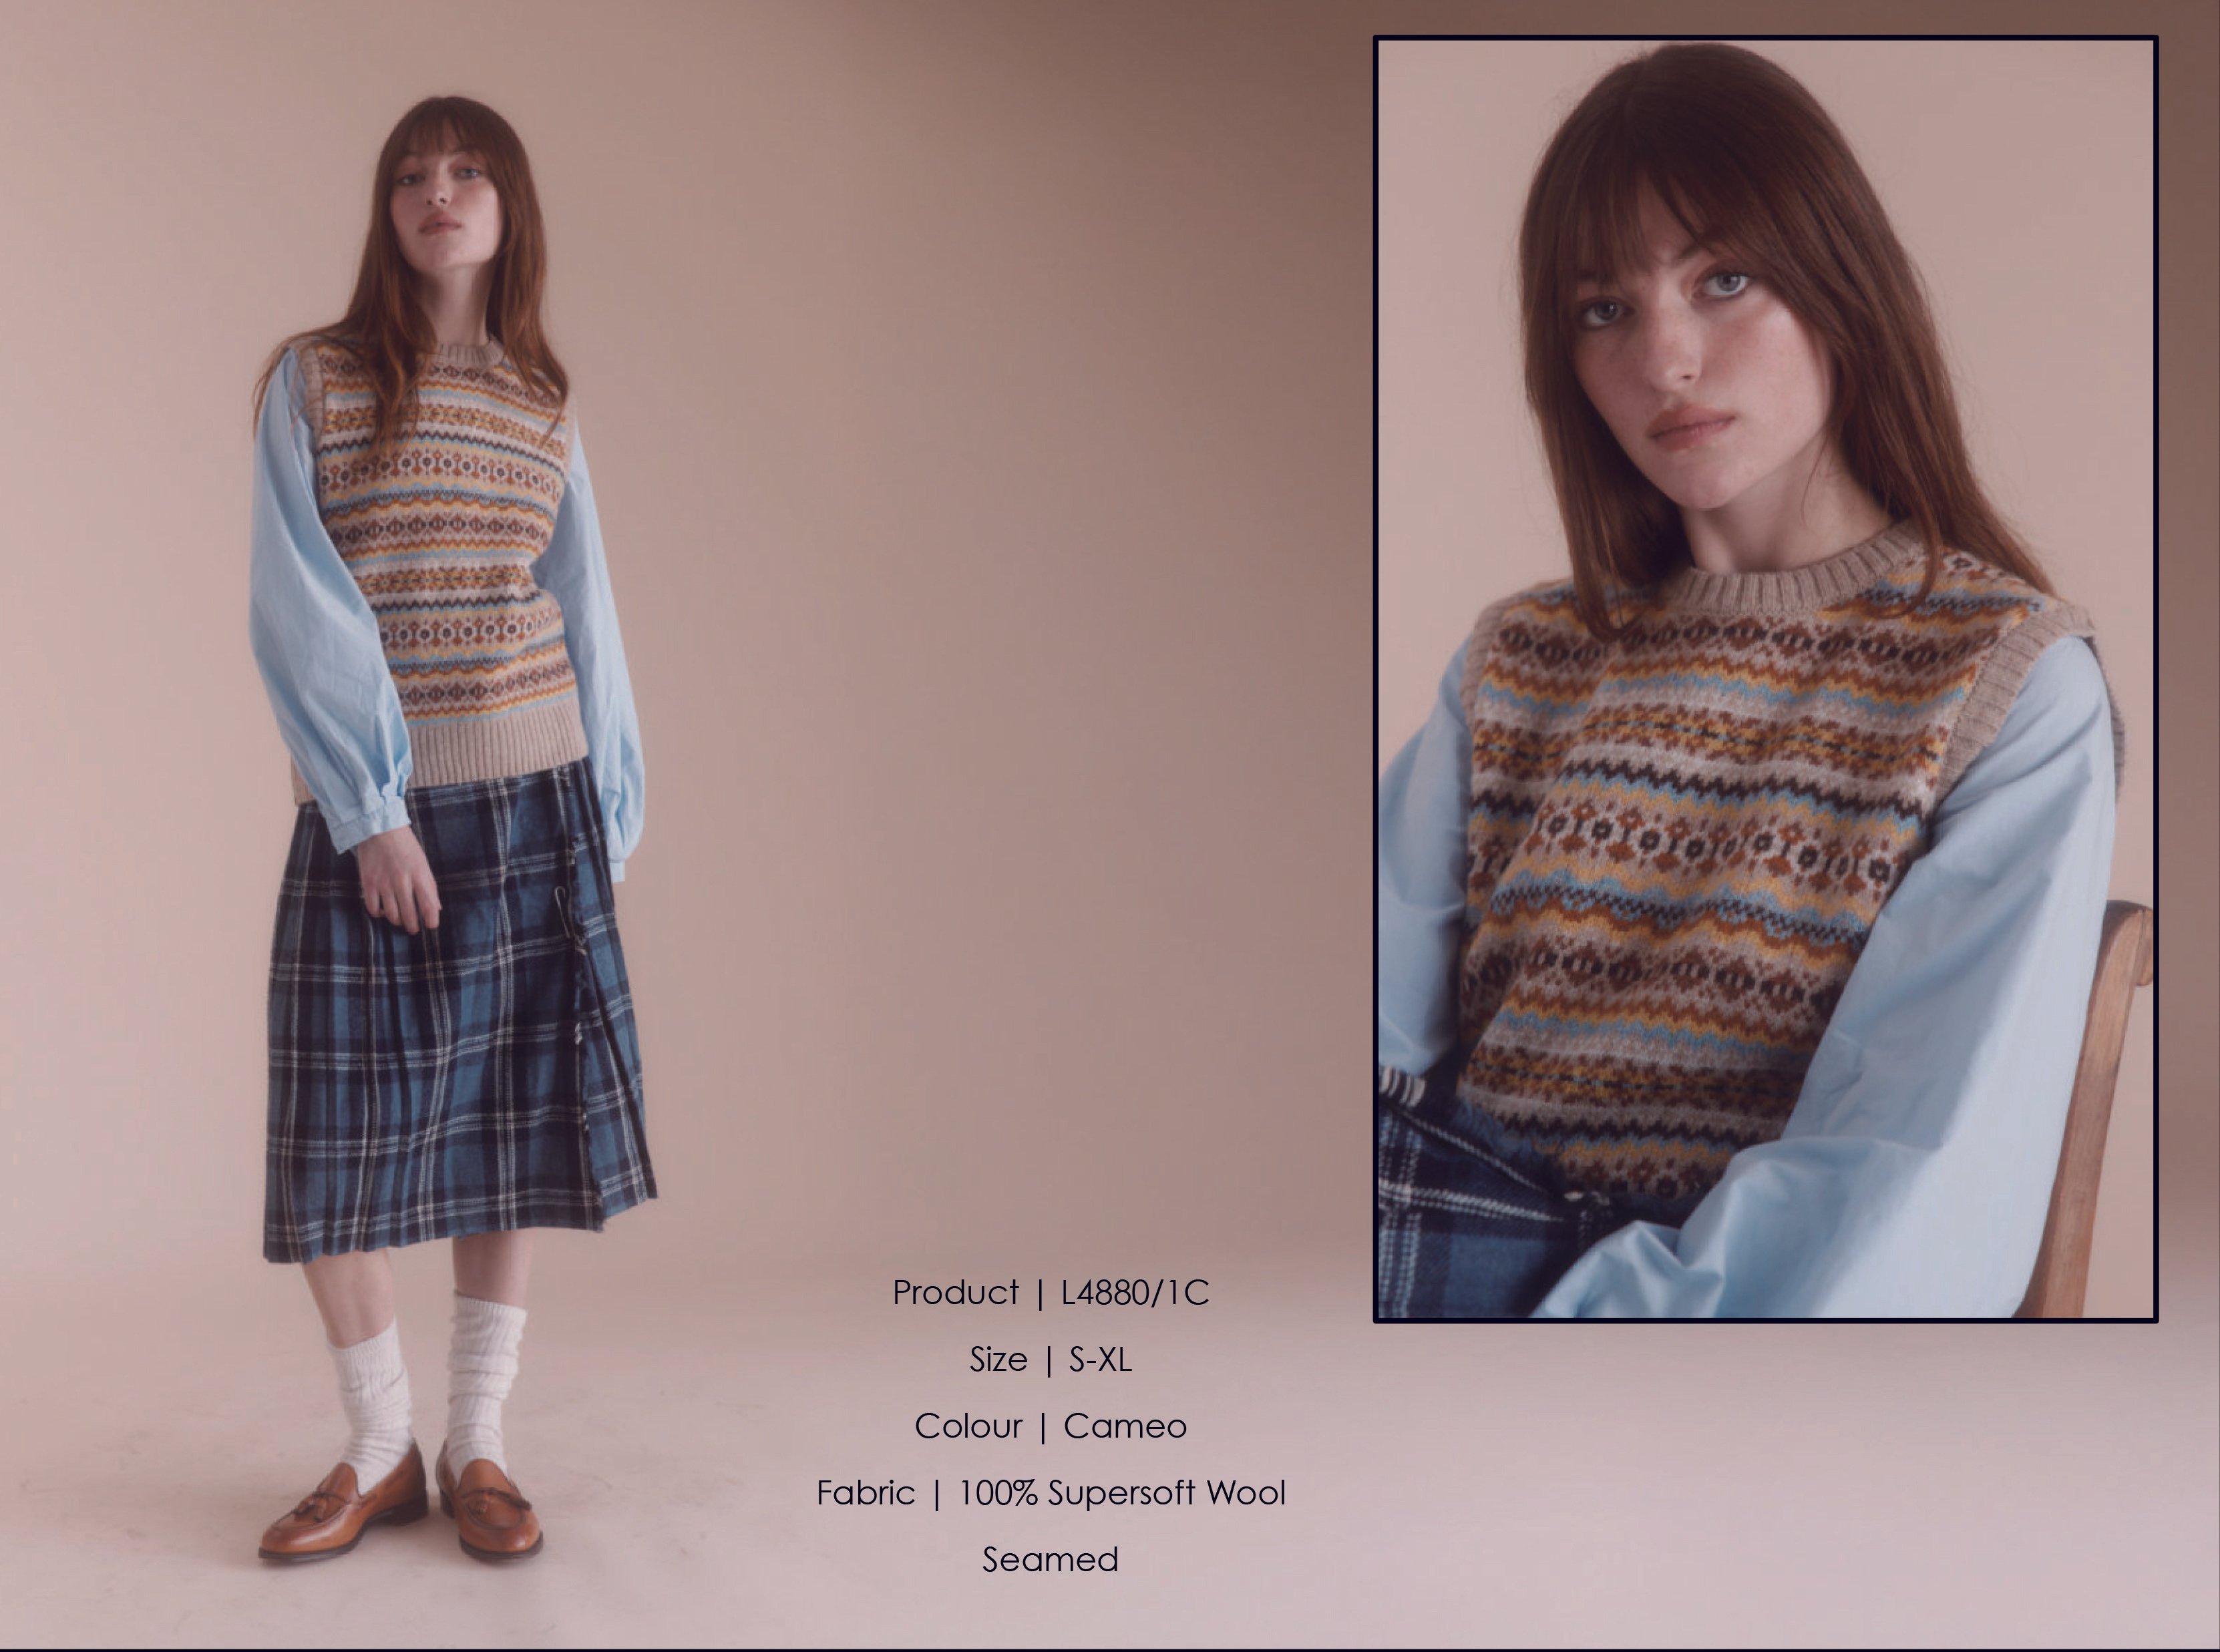 Product | L4880/1C
Size | S-XL
Colour | Cameo
Fabric | 100% Supersoft Wool
Seamed